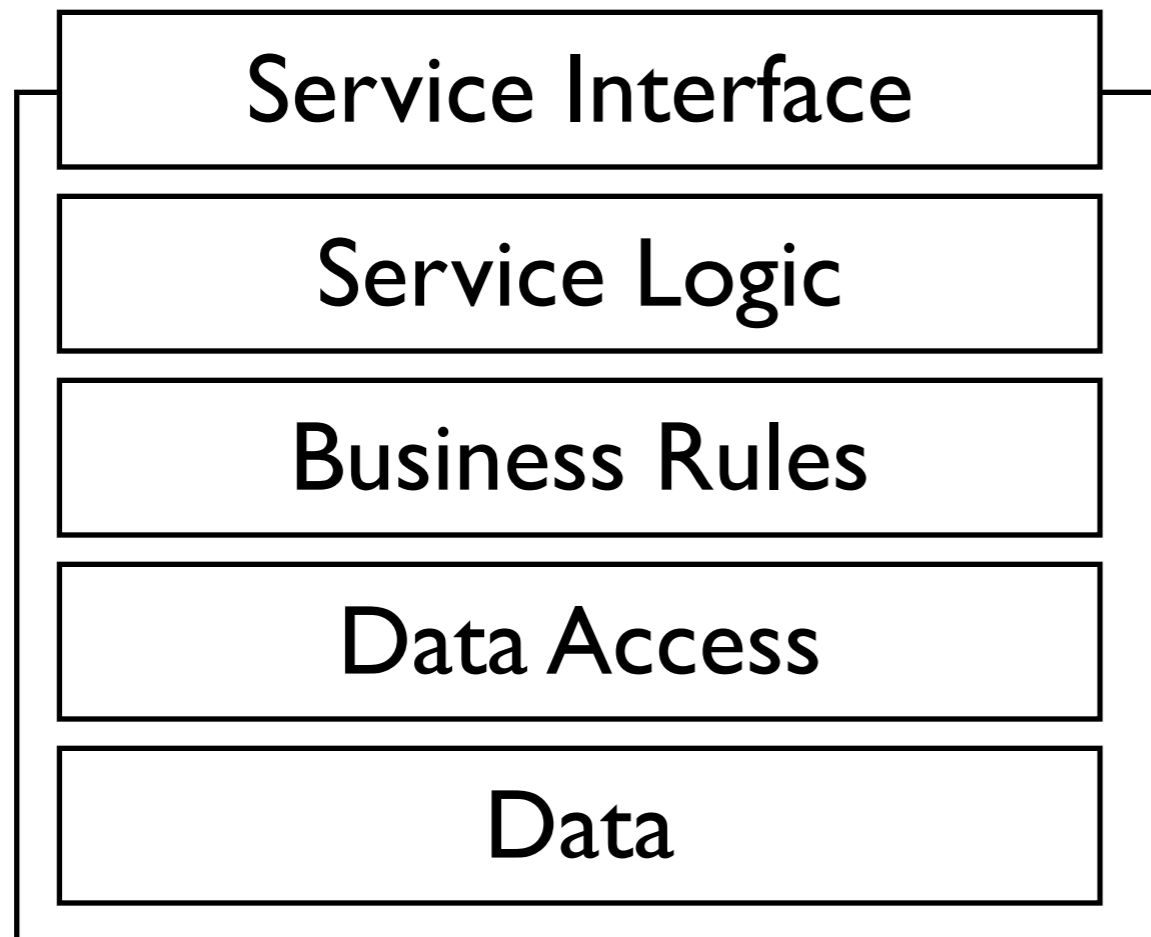 Service Interface
Service Logic
Business Rules
Data Access
Data